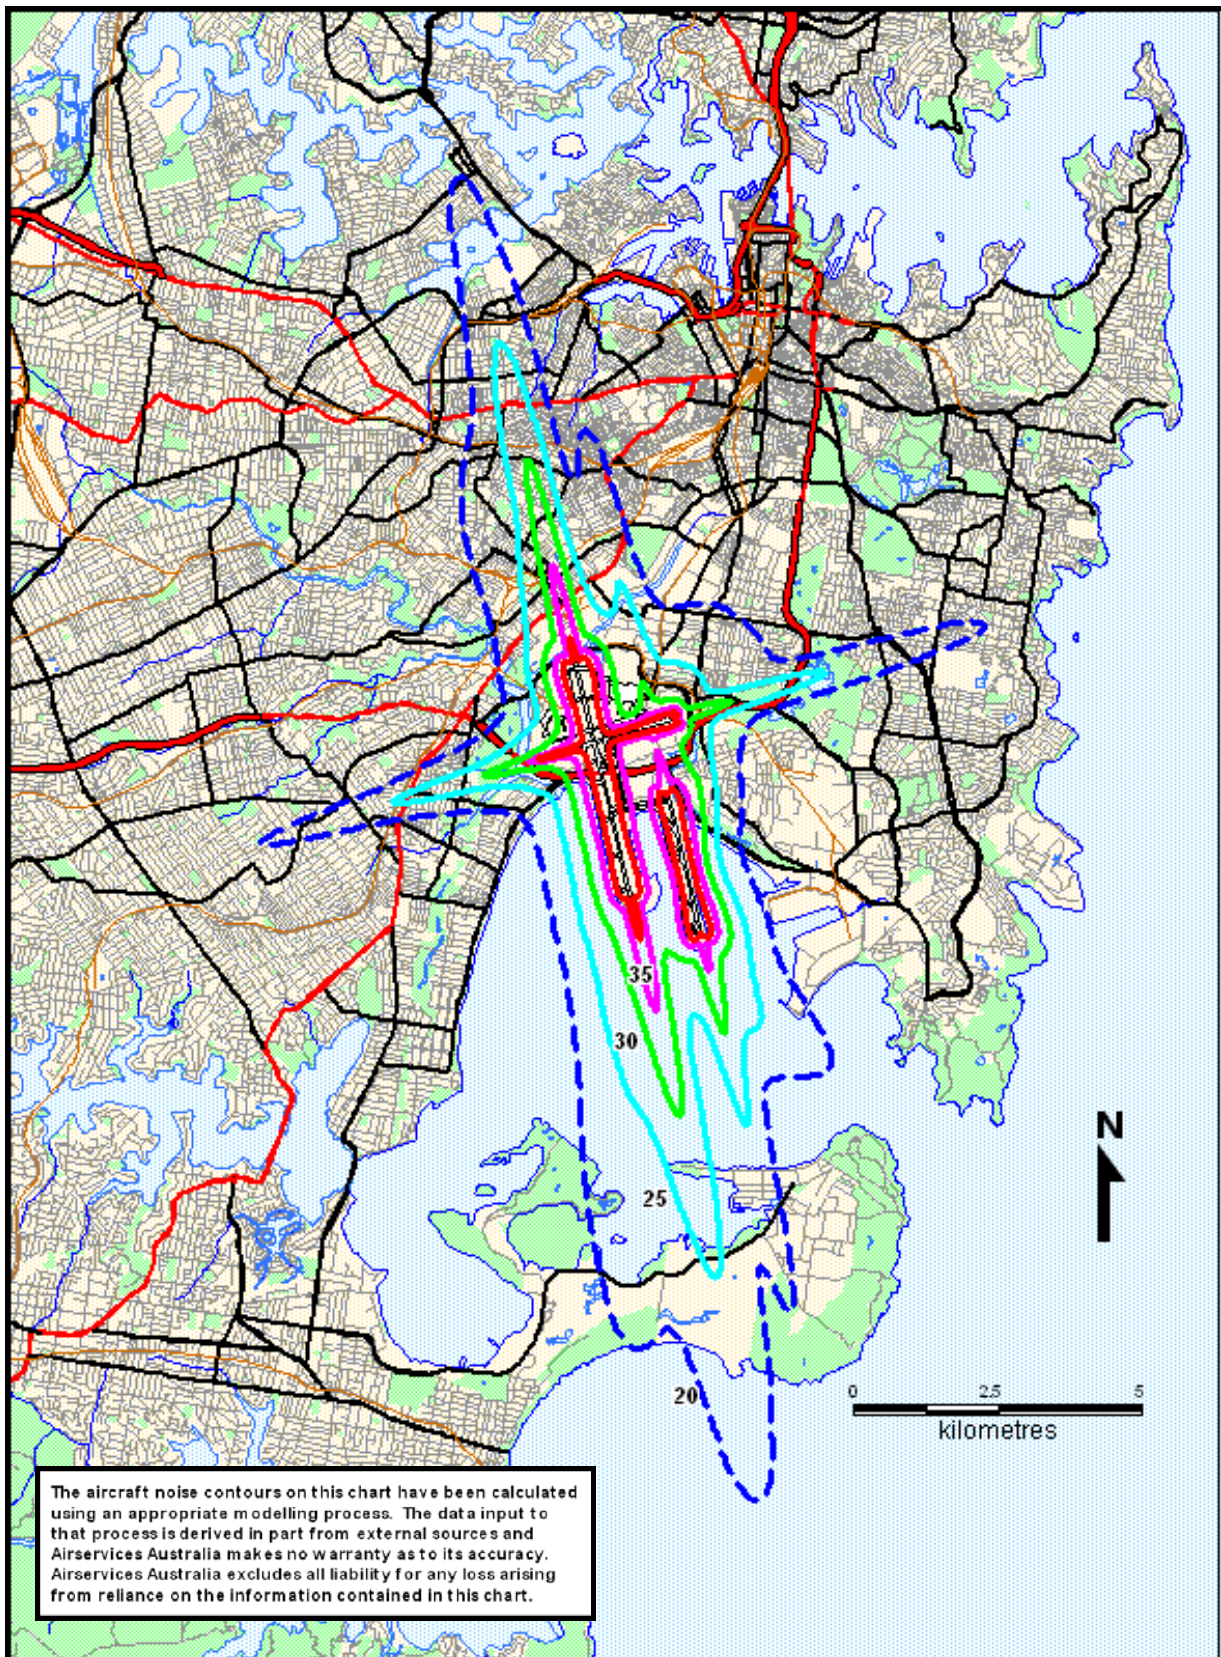 35
30
N
25
0 2.5 5
kilometres
20
The aircraft noise contours on this chart have been calculated
using an appropriate modelling process. The data input to
that process is derived in part from external sources and
Airservices Australia makes no warranty as to its accuracy.
Airservices Australia excludes all liability for any loss arising
from reliance on the information contained in this chart.